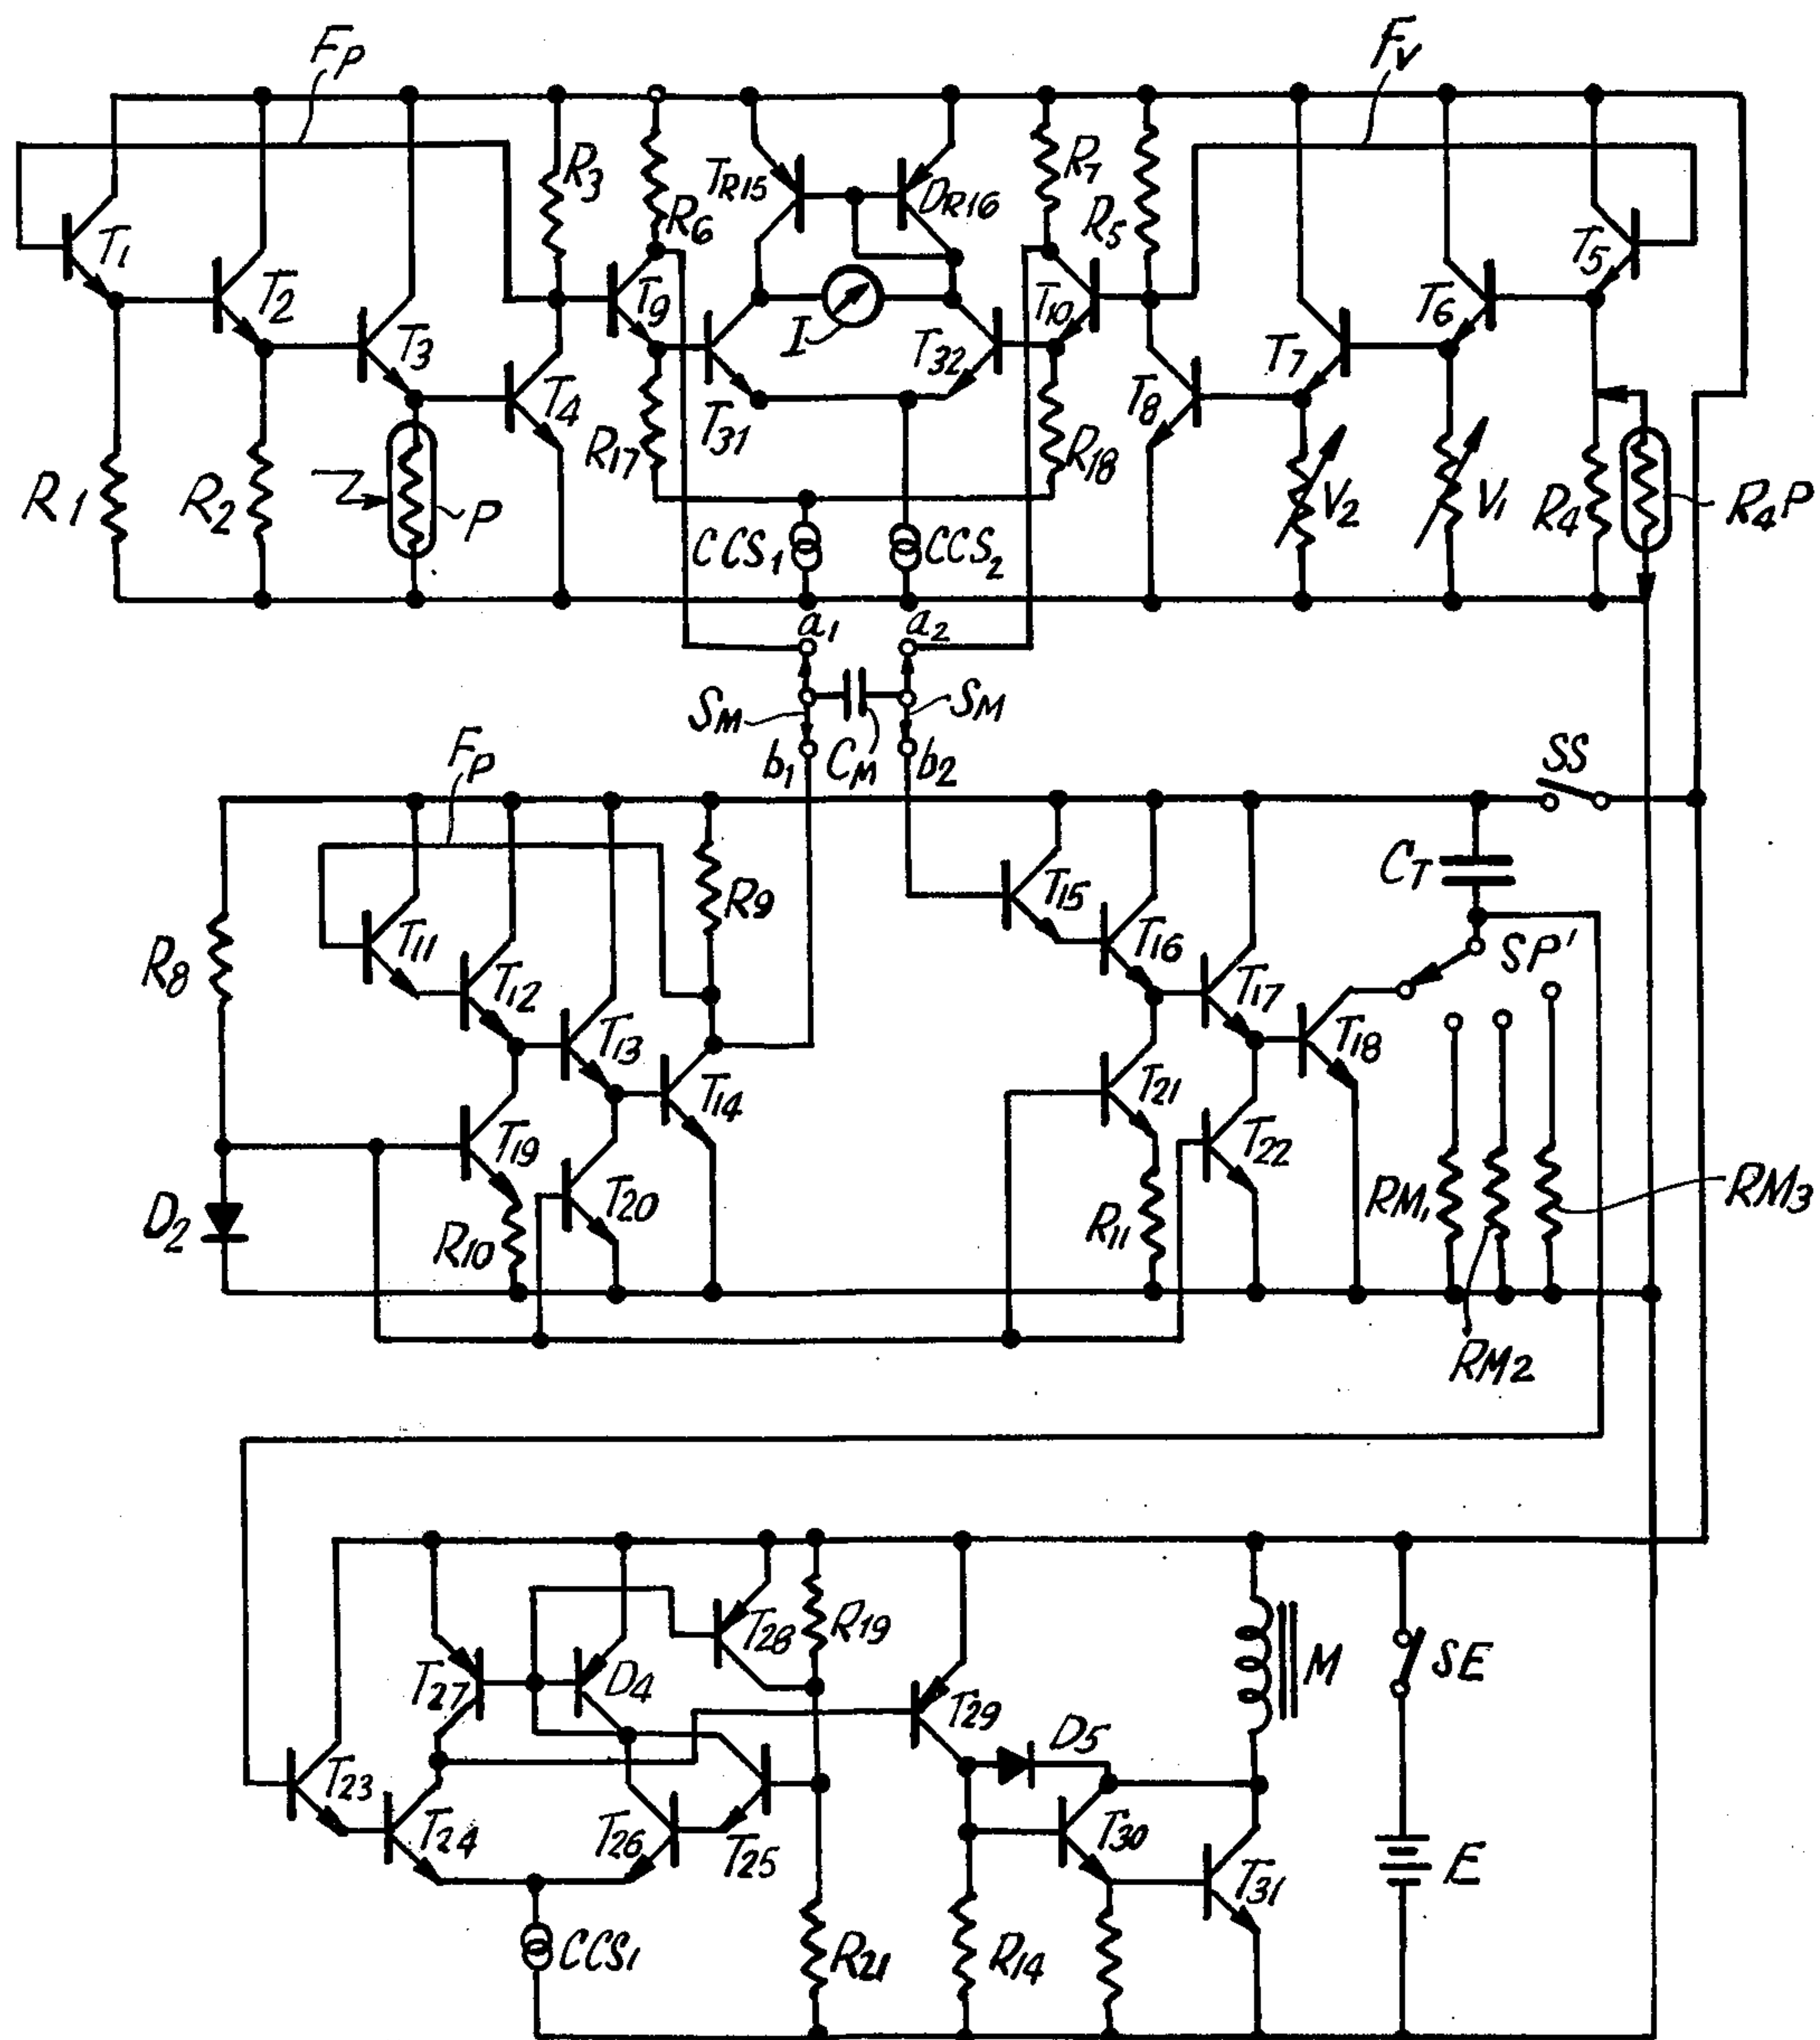 FP
FV
R3
R6
TR15
DR16
R7
R5
T1
T2
T3
T4
T9
T31
I
T32
T10
T8
T7
T6
T5
R1
R2
P
R17
R18
CCS1
CCS2
V2
V1
R4
R4P
a1
a2
SM
SM
b1
CM
b2
FP
SS
R8
T11
T12
T13
R9
T14
T15
T16
T17
T18
CT
SP'
D2
T19
R10
T20
T21
R11
T22
RM1
RM3
RM2
T27
D4
T28
R19
T29
D5
M
SE
T23
T24
T26
T25
T30
T31
E
CCS1
R21
R14